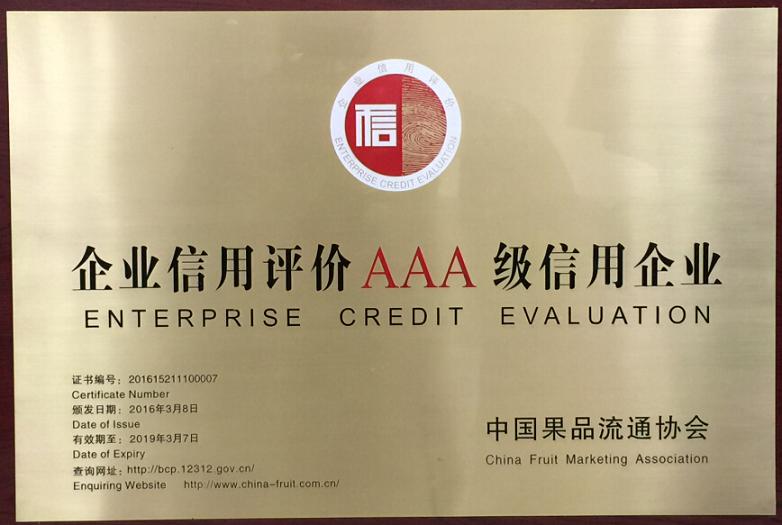 企业信用评价
信
ENTERPRISE CREDIT EVALUATION
企业信用评价AAA级信用企业
ENTERPRISE CREDIT EVALUATION
证书编号：201615211100007
Certificate Number
颁发日期：2016年3月8日
Date of Issue
有效期至：2019年3月7日
Date of Expiry
查询网址：http://bcp.12312.gov.cn/
Enquiring Website http://www.china-fruit.com.cn/
中国果品流通协会
China Fruit Marketing Association